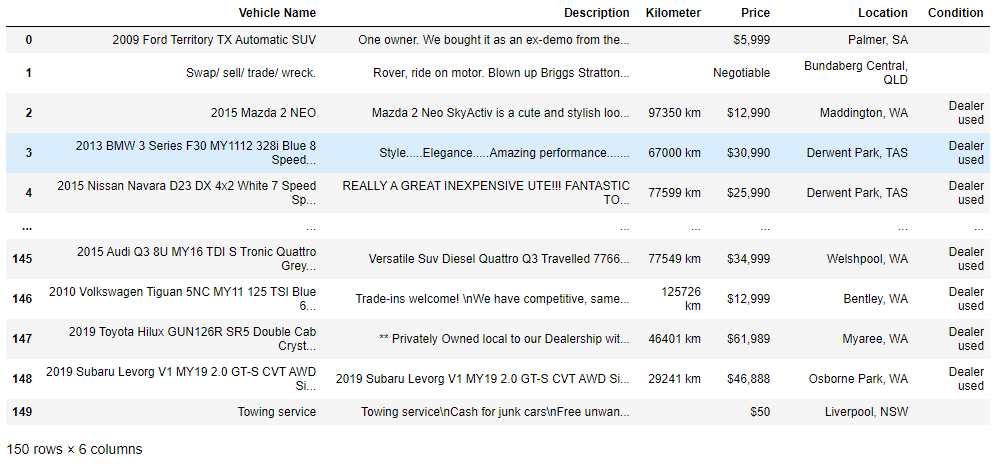 Vehicle Name Description Kilometer Price Location Condition
0 2009 Ford Territory TX Automatic SUV One owner. We bought it as an ex-demo from the... $5,999 Palmer, SA
1 Swap/ sell/ trade/ wreck. Rover, ride on motor. Blown up Briggs Stratton... Negotiable Bundaberg Central,
QLD
2 2015 Mazda 2 NEO Mazda 2 Neo SkyActiv is a cute and stylish loo... 97350 km $12,990 Maddington, WA Dealer
used
3 2013 BMW 3 Series F30 MY1112 328i Blue 8
Speed... Style.....Elegance.....Amazing performance....... 67000 km $30,990 Derwent Park, TAS Dealer
used
4 2015 Nissan Navara D23 DX 4x2 White 7 Speed
Sp... REALLY A GREAT INEXPENSIVE UTE!!! FANTASTIC
TO... 77599 km $25,990 Derwent Park, TAS Dealer
used
... ... ... ... ... ... ...
145 2015 Audi Q3 8U MY16 TDI S Tronic Quattro
Grey... Versatile Suv Diesel Quattro Q3 Travelled 7766... 77549 km $34,999 Welshpool, WA Dealer
used
146 2010 Volkswagen Tiguan 5NC MY11 125 TSI Blue
6... Trade-ins welcome! \nWe have competitive, same... 125726
km $12,999 Bentley, WA Dealer
used
147 2019 Toyota Hilux GUN126R SR5 Double Cab
Cryst... ** Privately Owned local to our Dealership wit... 46401 km $61,989 Myaree, WA Dealer
used
148 2019 Subaru Levorg V1 MY19 2.0 GT-S CVT AWD
Si... 2019 Subaru Levorg V1 MY19 2.0 GT-S CVT AWD Si... 29241 km $46,888 Osborne Park, WA Dealer
used
149 Towing service Towing service\nCash for junk cars\nFree unwan... $50 Liverpool, NSW
150 rows × 6 columns